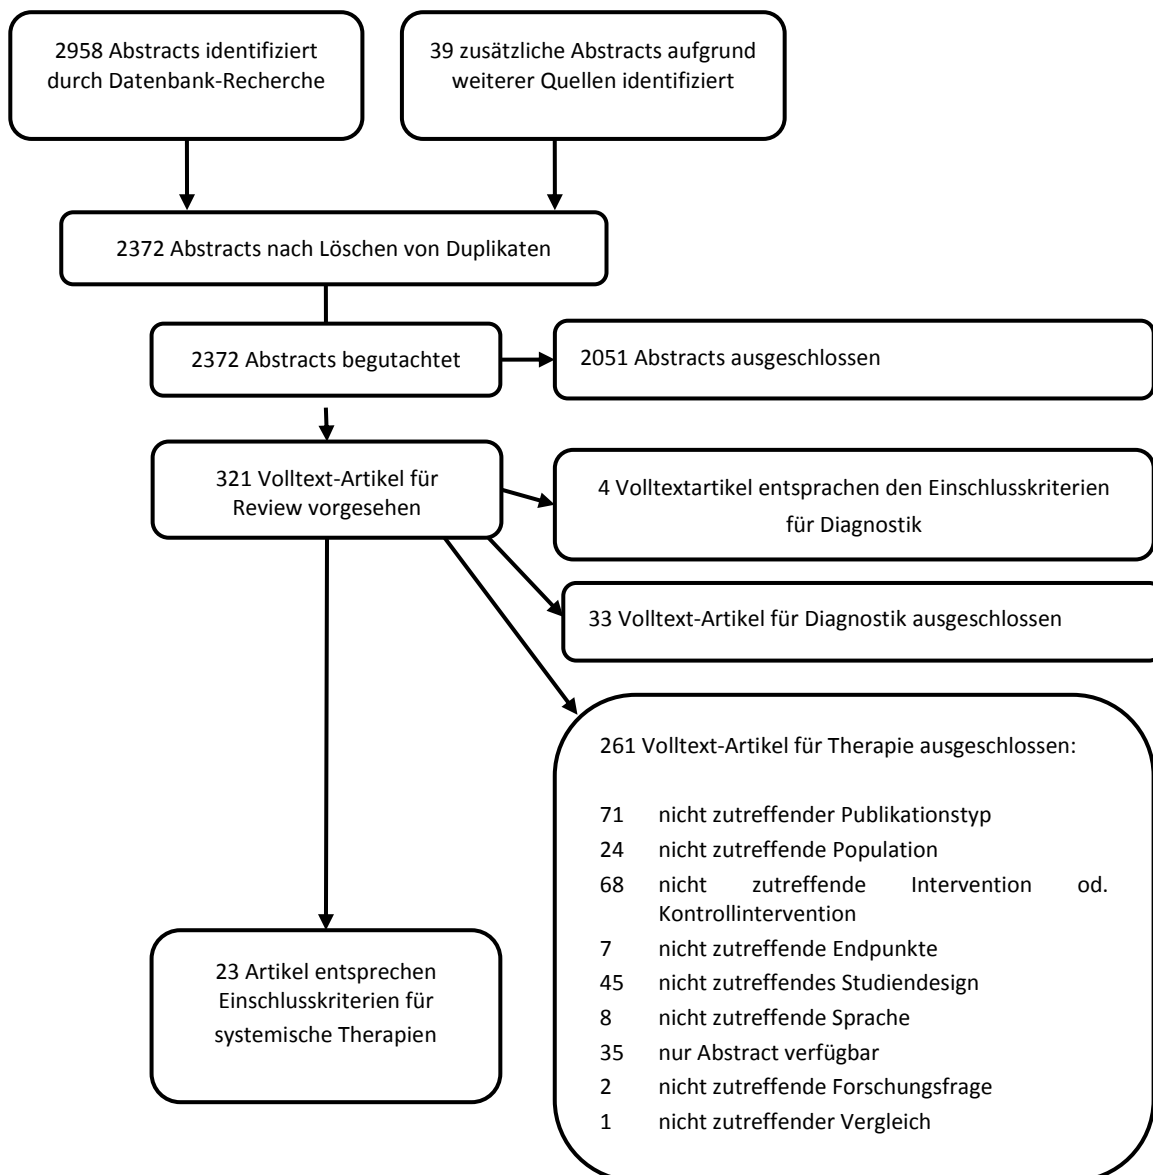 2958 Abstracts identifiziert
durch Datenbank-Recherche
39 zusätzliche Abstracts aufgrund
weiterer Quellen identifiziert
2372 Abstracts nach Löschen von Duplikaten
2372 Abstracts begutachtet
2051 Abstracts ausgeschlossen
321 Volltext-Artikel für
Review vorgesehen
4 Volltextartikel entsprachen den Einschlusskriterien
für Diagnostik
33 Volltext-Artikel für Diagnostik ausgeschlossen
261 Volltext-Artikel für Therapie ausgeschlossen:
71 nicht zutreffender Publikationstyp
24 nicht zutreffende Population
68 nicht zutreffende Intervention od.
Kontrollintervention
7 nicht zutreffende Endpunkte
45 nicht zutreffendes Studiendesign
8 nicht zutreffende Sprache
35 nur Abstract verfügbar
2 nicht zutreffende Forschungsfrage
1 nicht zutreffender Vergleich
23 Artikel entsprechen
Einschlusskriterien für
systemische Therapien